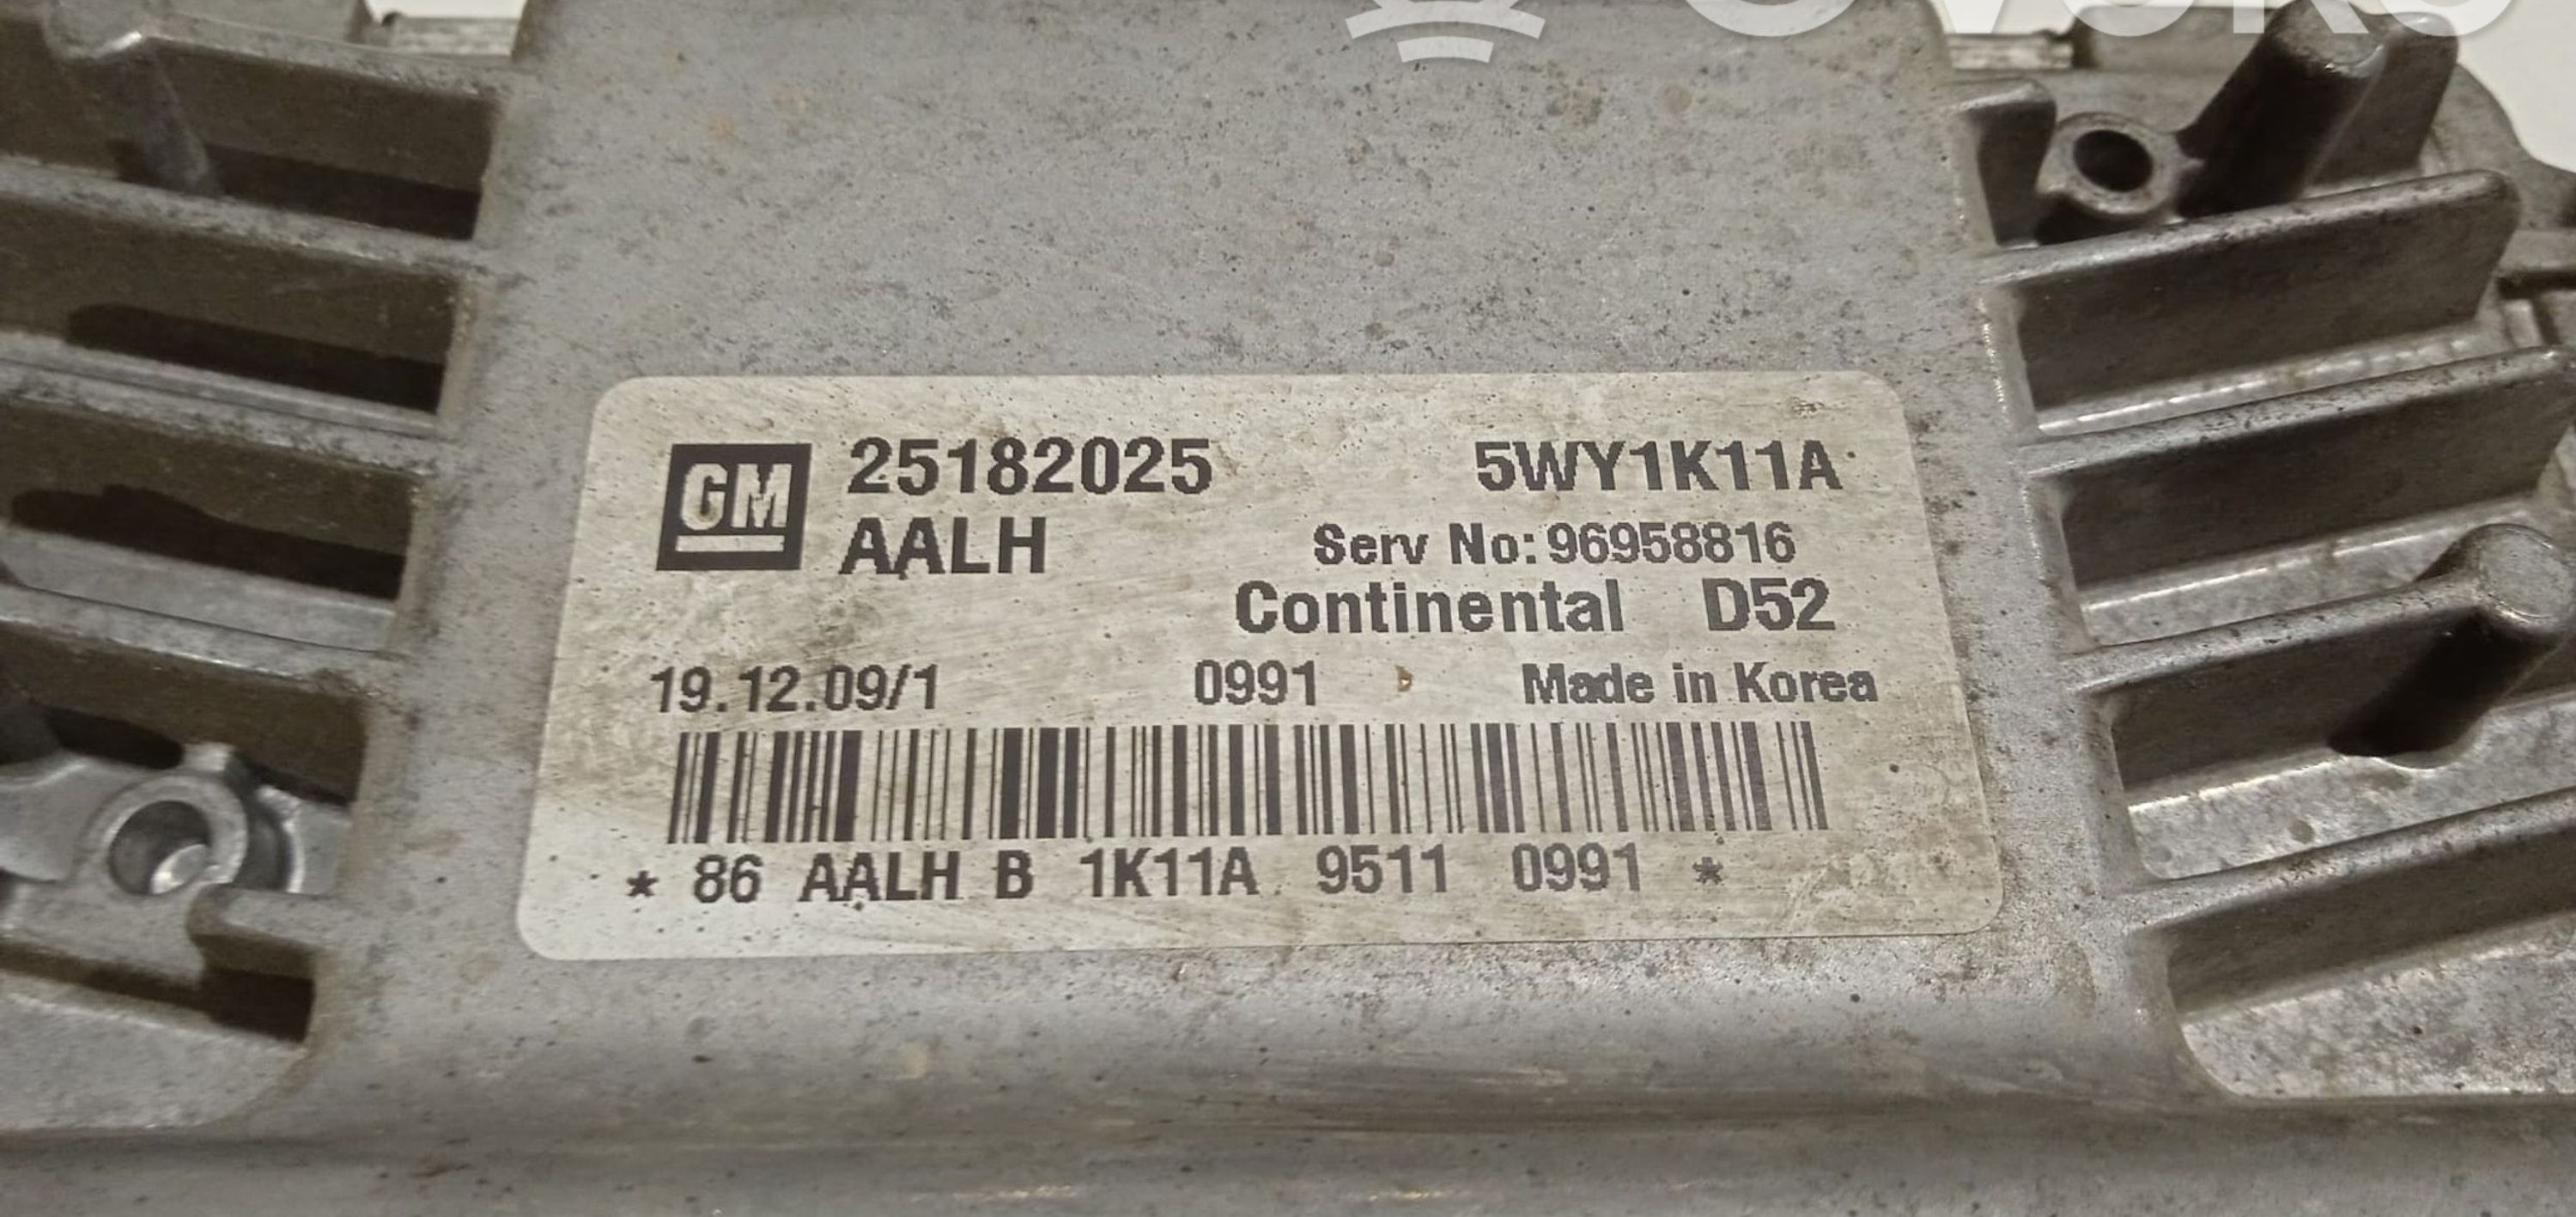 GM 25182025 5WY1K11A
AALH Serv No: 96958816
Continental D52
19.12.09/1 0991 Made in Korea
* 86 AALH B 1K11A 9511 0991 *